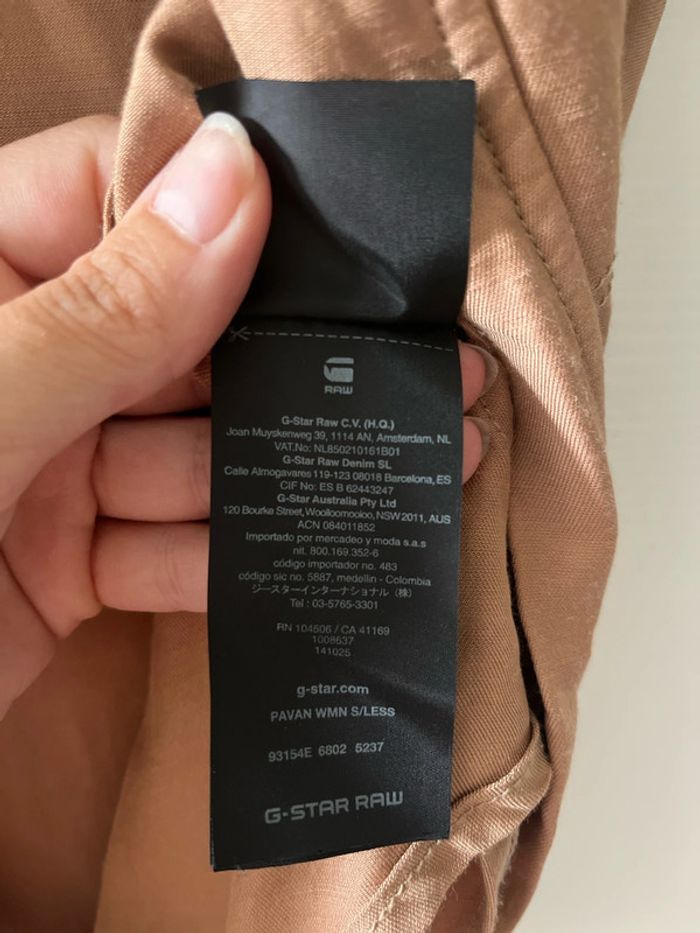 RAW
G-Star Raw C.V. (H.Q.)
Joan Muyskenweg 39, 1114 AN, Amsterdam, NL
VAT.No: NL850210161B01
G-Star Raw Denim SL
Calle Almogavares 119-123 08018 Barcelona, ES
CIF No: ES B 62443247
G-Star Australia Pty Ltd
120 Bourke Street, Woolloomooloo, NSW 2011, AUS
ACN 084011852
Importado por mercadeo y moda s.a.s
nit. 800.169.352-6
código importador no. 483
código sic no. 5887, medellin - Colombia
ジースターインターナショナル (株)
Tel : 03-5765-3301
RN 104506 / CA 41169
1008637
141025
g-star.com
PAVAN WMN S/LESS
93154E 6802 5237
G-STAR RAW